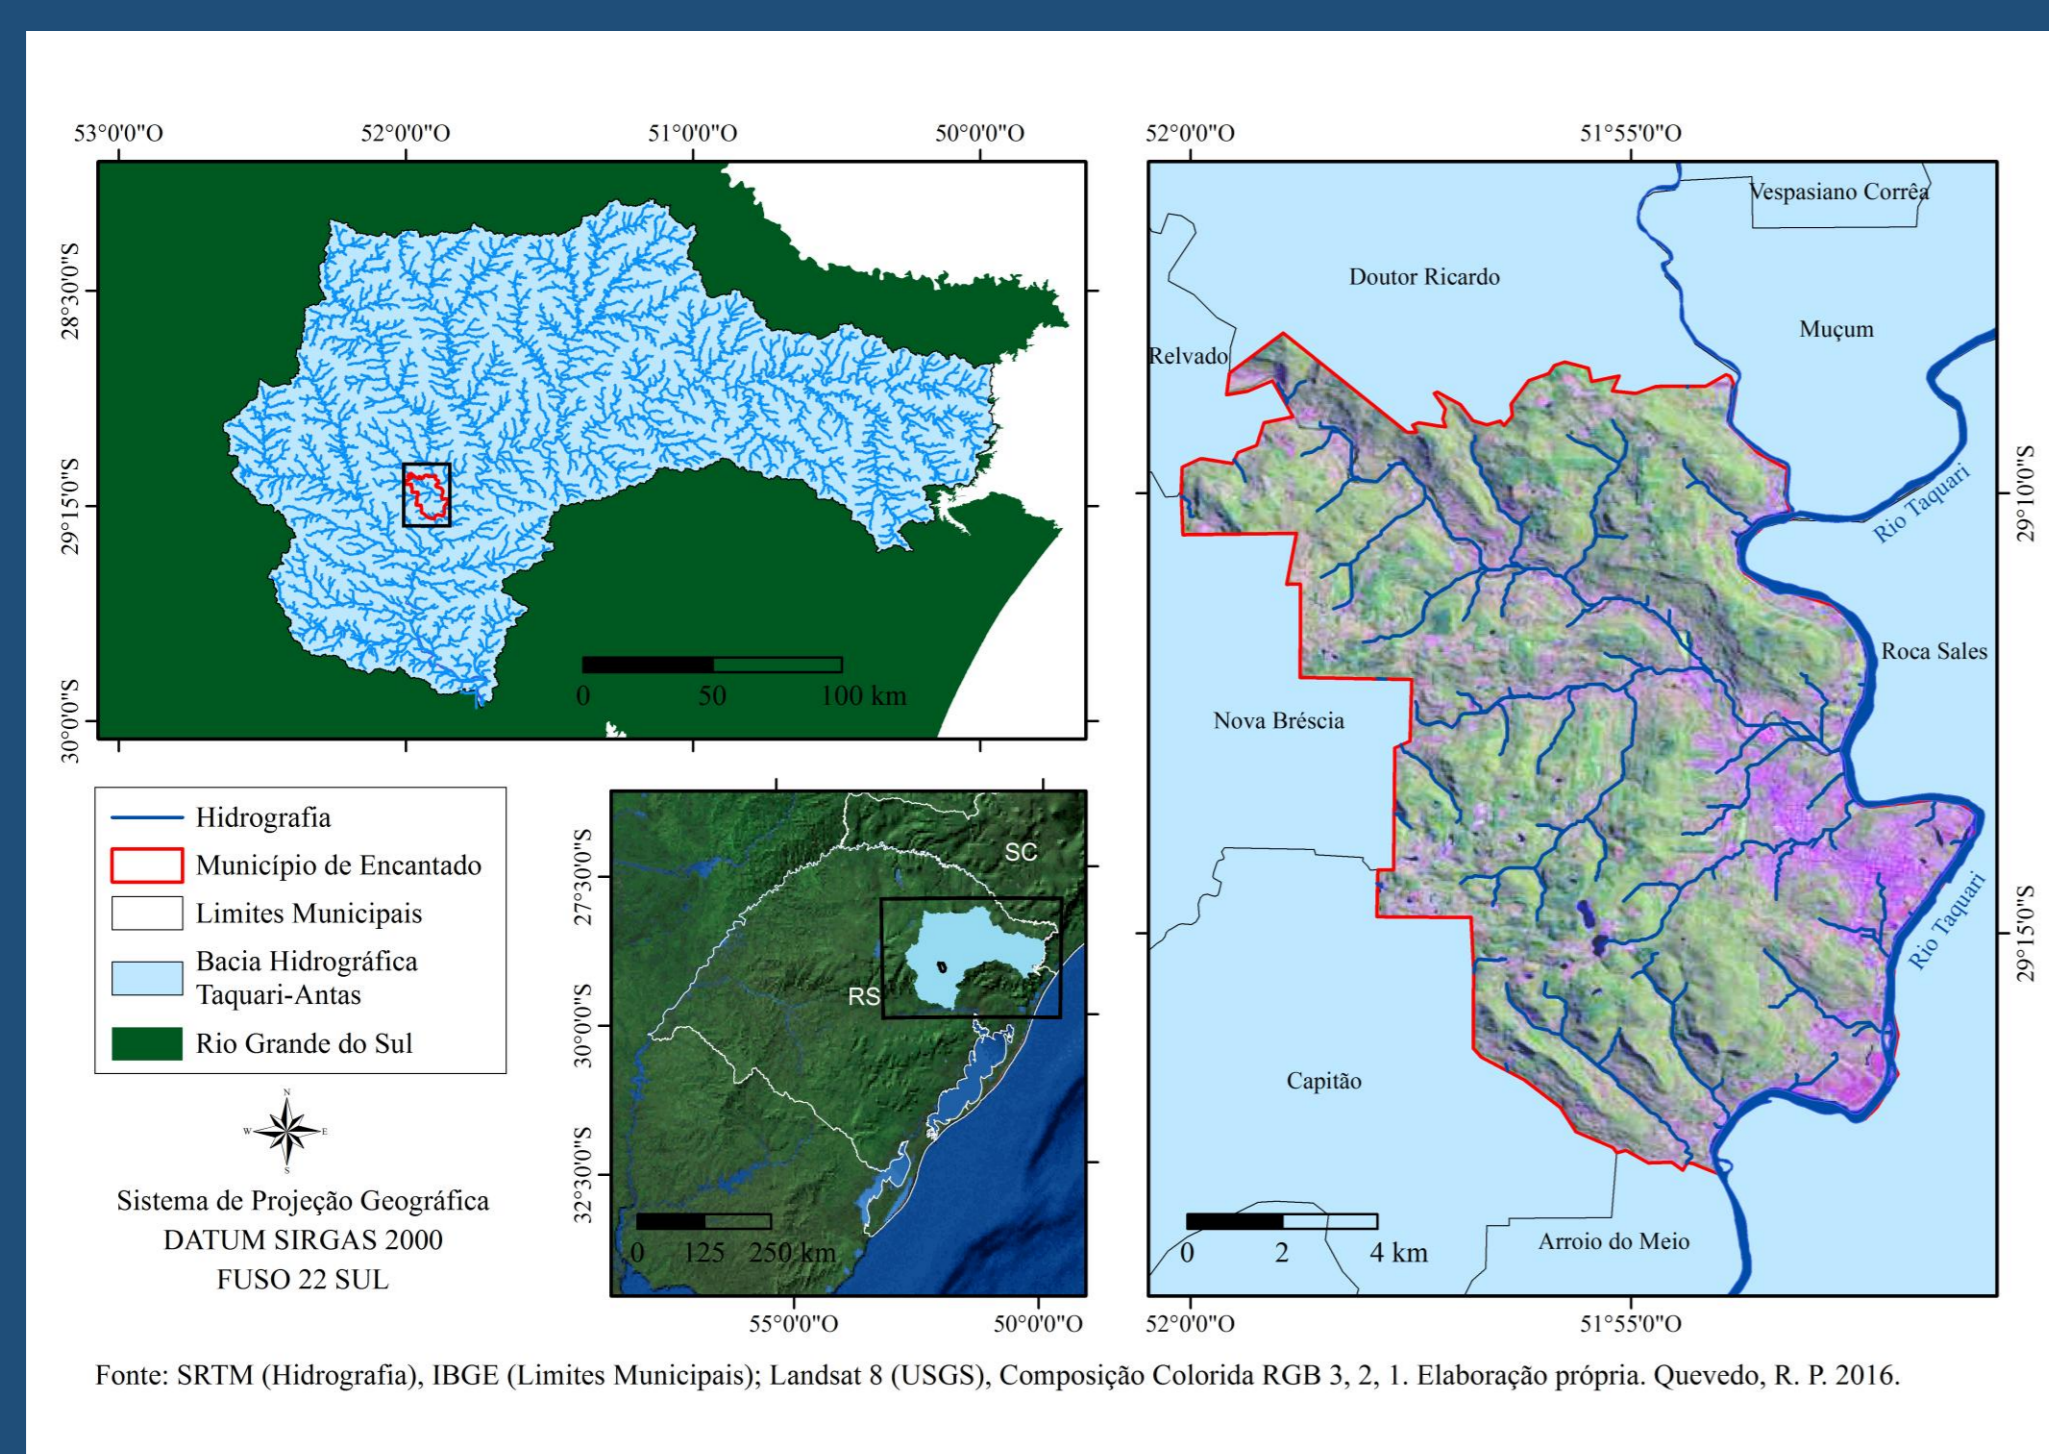 53°0'0"O
52°0'0"O
51°0'0"O
50°0'0"O
28°30'0"S
29°15'0"S
30°0'0"S
0 50 100 km
Hidrografia
Município de Encantado
Limites Municipais
Bacia Hidrográfica
Taquari-Antas
Rio Grande do Sul
N
W E
S
Sistema de Projeção Geográfica
DATUM SIRGAS 2000
FUSO 22 SUL
27°30'0"S
30°0'0"S
32°30'0"S
SC
RS
0 125 250 km
55°0'0"O
50°0'0"O
52°0'0"O
51°55'0"O
Vespasiano Corrêa
Doutor Ricardo
Muçum
Relvado
Rio Taquari
29°10'0"S
Roca Sales
Nova Bréscia
Rio Taquari
29°15'0"S
Capitão
Arroio do Meio
0 2 4 km
52°0'0"O
51°55'0"O
Fonte: SRTM (Hidrografia), IBGE (Limites Municipais); Landsat 8 (USGS), Composição Colorida RGB 3, 2, 1. Elaboração própria. Quevedo, R. P. 2016.